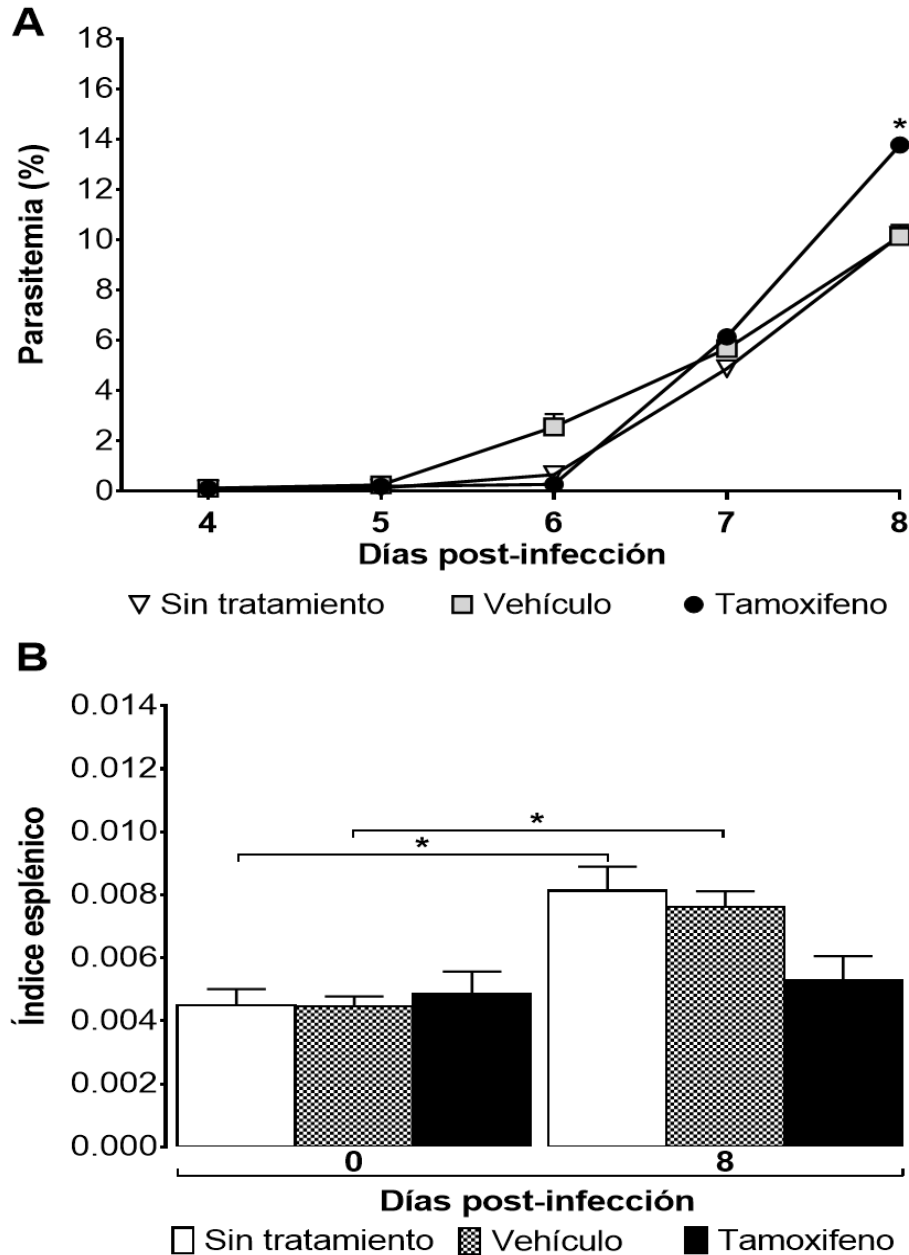 A
18
16
14
12
10
8
6
4
2
0
Parasitemia (%)
*
4 5 6 7 8
Días post-infección
Sin tratamiento Vehículo Tamoxifeno
B
0.014
0.012
0.010
0.008
0.006
0.004
0.002
0.000
Índice esplénico
*
*
0 8
Días post-infección
Sin tratamiento Vehículo Tamoxifeno